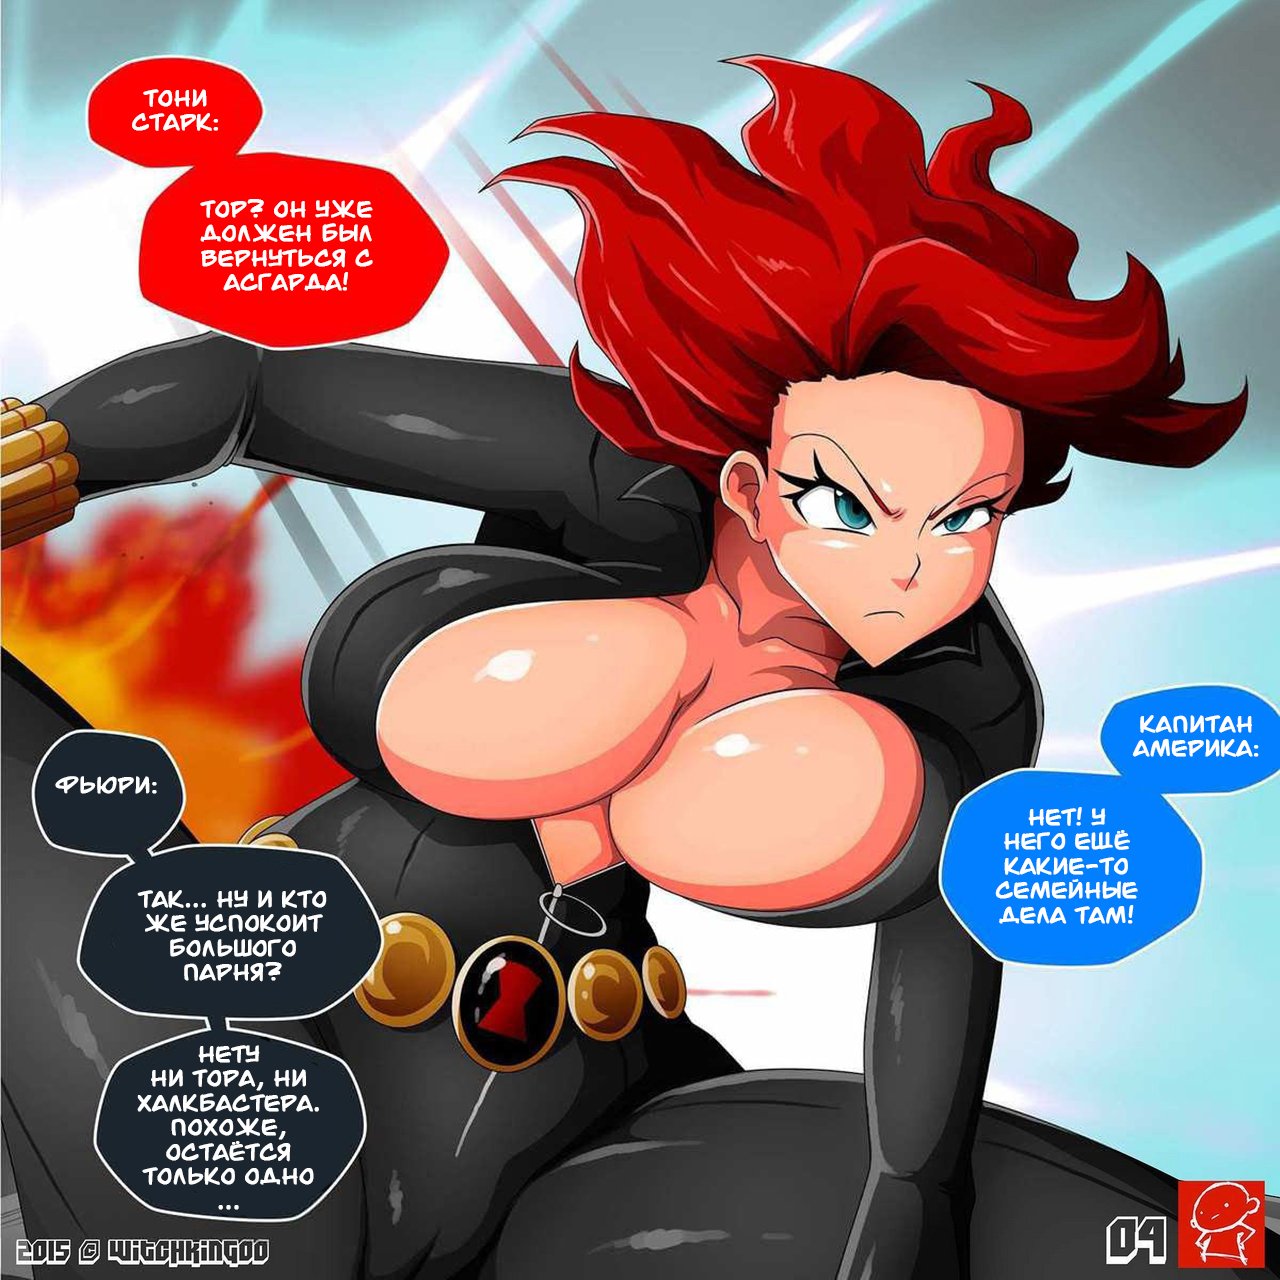 ТОНИ
СТАРК:
ТОР? ОН УЖЕ
ДОЛЖЕН БЫЛ
ВЕРНУТЬСЯ С
АСГАРДА!
КАПИТАН
АМЕРИКА:
НЕТ! У
НЕГО ЕЩЁ
КАКИЕ-ТО
СЕМЕЙНЫЕ
ДЕЛА ТАМ!
ФЬЮРИ:
ТАК... НУ И КТО
ЖЕ УСПОКОИТ
БОЛЬШОГО
ПАРНЯ?
НЕТУ
НИ ТОРА, НИ
ХАЛКБАСТЕРА.
ПОХОЖЕ,
ОСТАЁТСЯ
ТОЛЬКО ОДНО
...
2015 © WITCHKING00
04